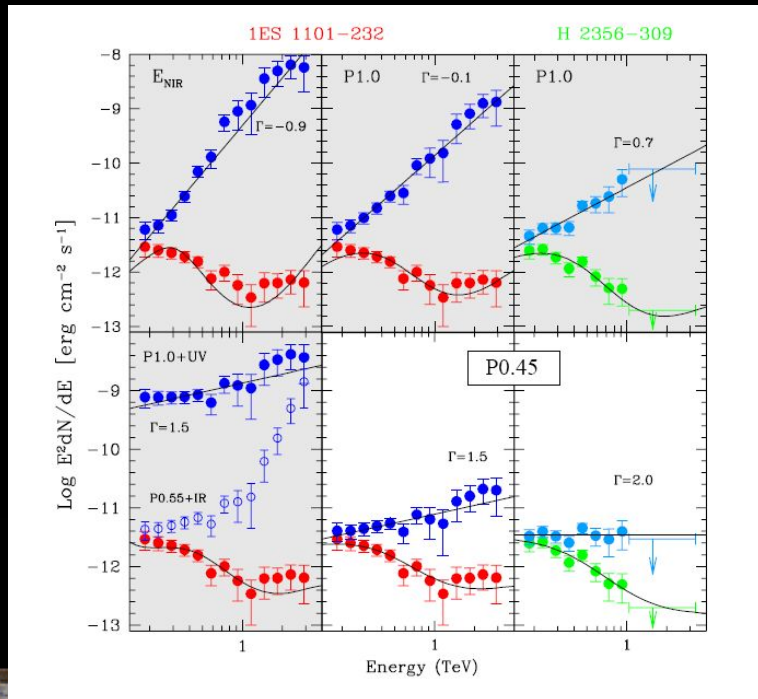 1ES 1101−232
H 2356−309
E_NIR
Γ=−0.9
P1.0
Γ=−0.1
P1.0
Γ=0.7
-8
-9
-10
-11
-12
-13
Log E²dN/dE [erg cm⁻² s⁻¹]
P1.0+UV
Γ=1.5
P0.55+IR
P0.45
Γ=1.5
Γ=2.0
-9
-10
-11
-12
-13
1
1
1
Energy (TeV)